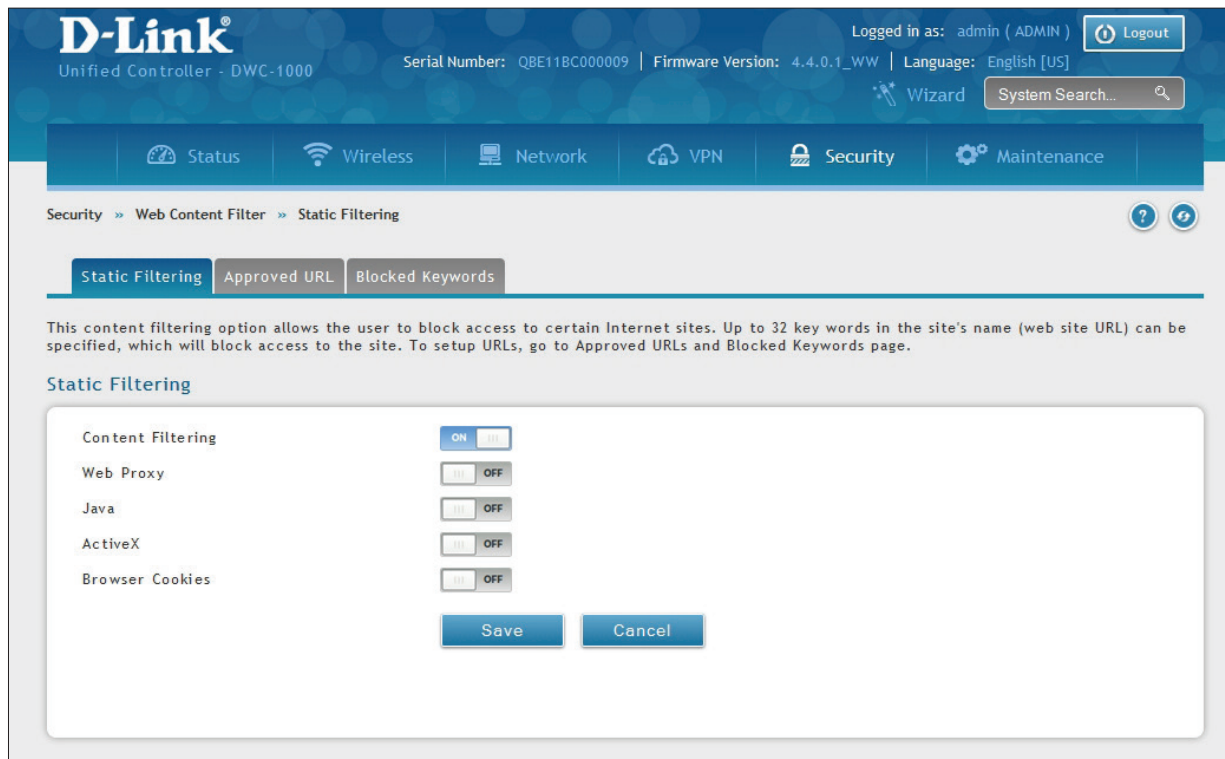 D-Link®
Unified Controller - DWC-1000
Logged in as: admin ( ADMIN )
Logout
Serial Number: QBE11BC000009 | Firmware Version: 4.4.0.1_WW | Language: English [US]
Wizard
System Search...
Status
Wireless
Network
VPN
Security
Maintenance
Security » Web Content Filter » Static Filtering
?
Static Filtering
Approved URL
Blocked Keywords
This content filtering option allows the user to block access to certain Internet sites. Up to 32 key words in the site's name (web site URL) can be
specified, which will block access to the site. To setup URLs, go to Approved URLs and Blocked Keywords page.
Static Filtering
Content Filtering ON
Web Proxy OFF
Java OFF
ActiveX OFF
Browser Cookies OFF
Save
Cancel